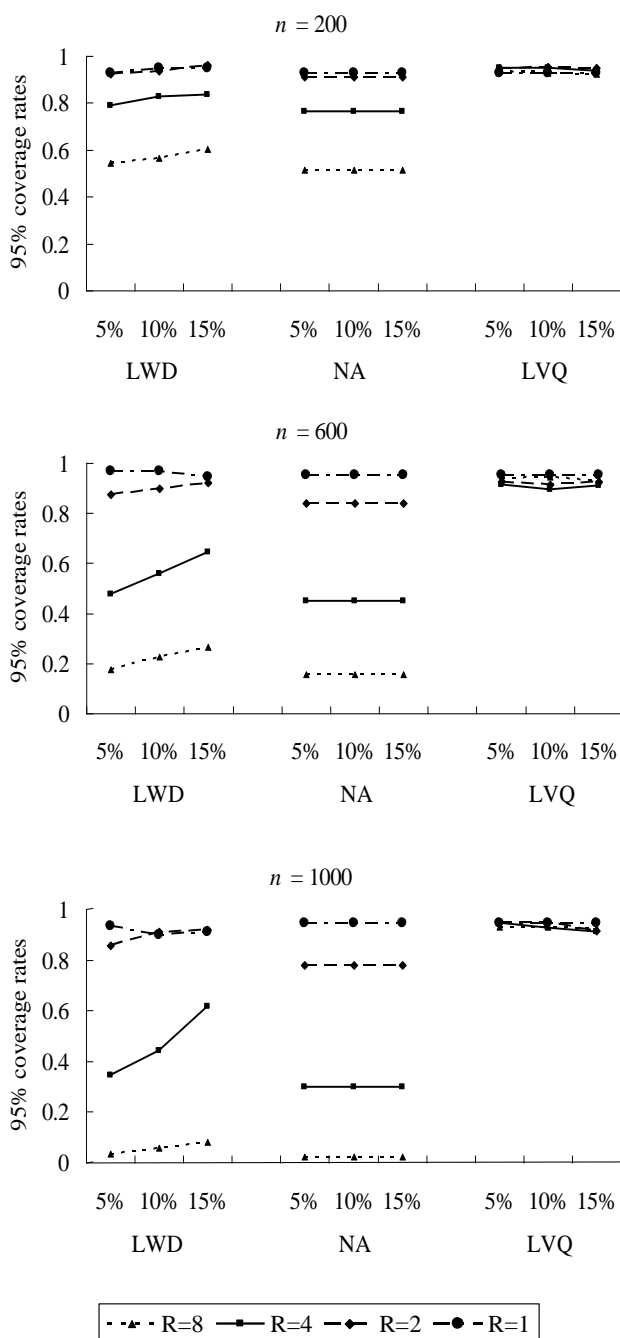 n = 200
95% coverage rates
1
0.8
0.6
0.4
0.2
0
5% 10% 15% 5% 10% 15% 5% 10% 15%
LWD NA LVQ
n = 600
95% coverage rates
1
0.8
0.6
0.4
0.2
0
5% 10% 15% 5% 10% 15% 5% 10% 15%
LWD NA LVQ
n = 1000
95% coverage rates
1
0.8
0.6
0.4
0.2
0
5% 10% 15% 5% 10% 15% 5% 10% 15%
LWD NA LVQ
R=8 R=4 R=2 R=1